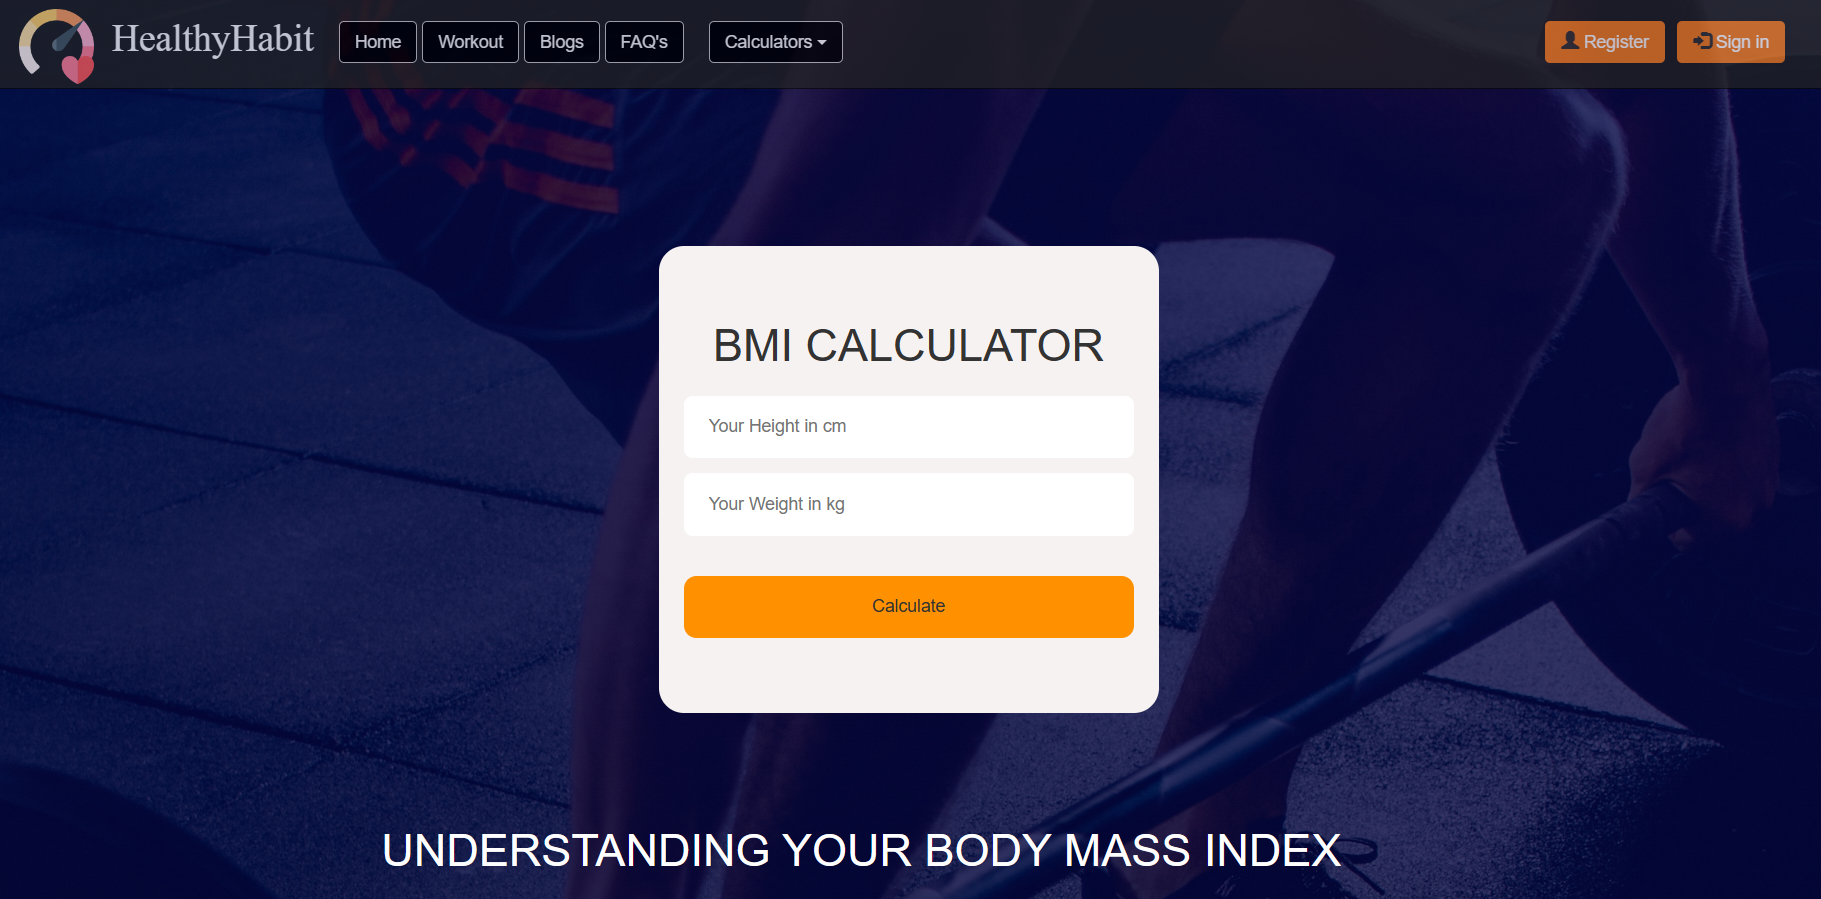 HealthyHabit
Home
Workout
Blogs
FAQ's
Calculators
Register
Sign in
BMI CALCULATOR
Your Height in cm
Your Weight in kg
Calculate
UNDERSTANDING YOUR BODY MASS INDEX